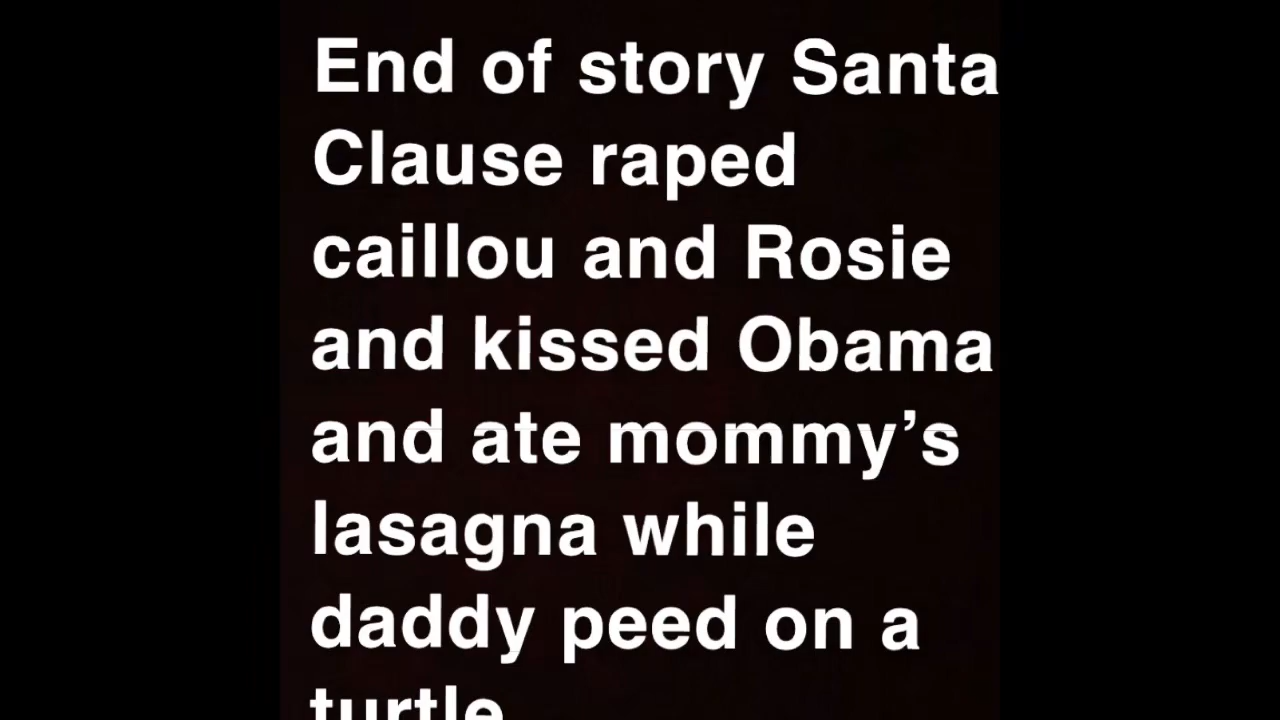 End of story Santa
Clause raped
caillou and Rosie
and kissed Obama
and ate mommy’s
lasagna while
daddy peed on a
turtle